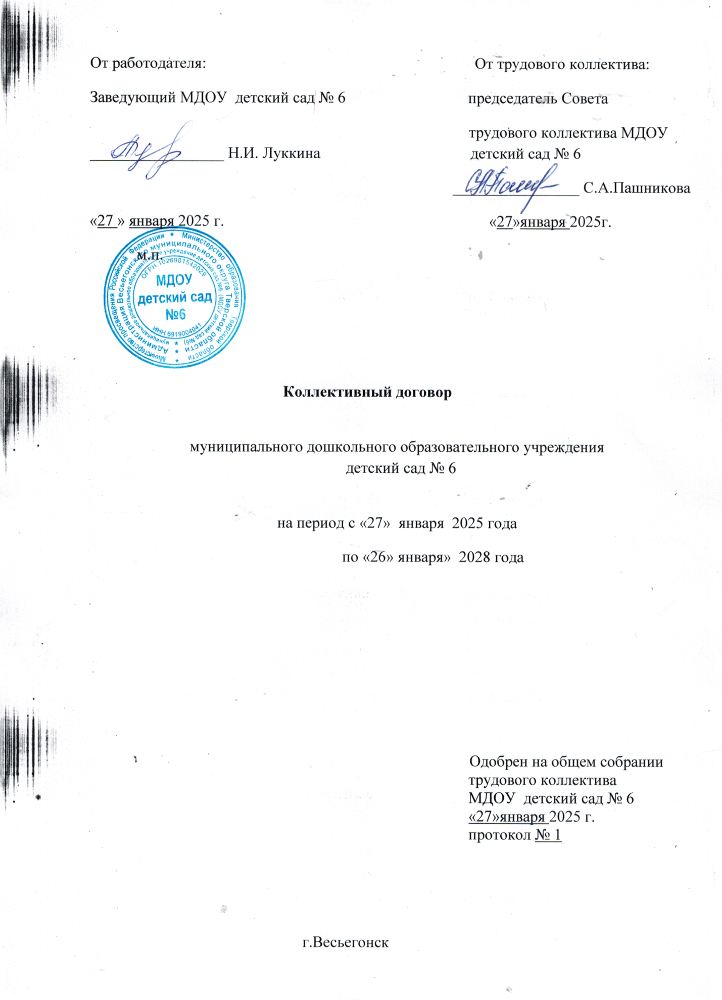 От работодателя:
Заведующий МДОУ  детский сад № 6
Н.И. Луккина
«27 » января 2025 г.
м.п.
От трудового коллектива:
председатель Совета
трудового коллектива МДОУ
детский сад № 6
С.А.Пашникова
«27»января 2025г.
Министерство просвещения Российской Федерации ★ Министерство образования Тверской области ★
Администрация Весьегонского муниципального округа Тверской области ★
муниципальное дошкольное образовательное учреждение детский сад №6 (МДОУ детский сад №6) ★
ОГРН 1026901542029
МДОУ
детский сад
№6
ИНН 6919004041
Коллективный договор
муниципального дошкольного образовательного учреждения
детский сад № 6
на период с «27»  января  2025 года
по «26» января»  2028 года
Одобрен на общем собрании
трудового коллектива
МДОУ  детский сад № 6
«27»января 2025 г.
протокол № 1
г.Весьегонск